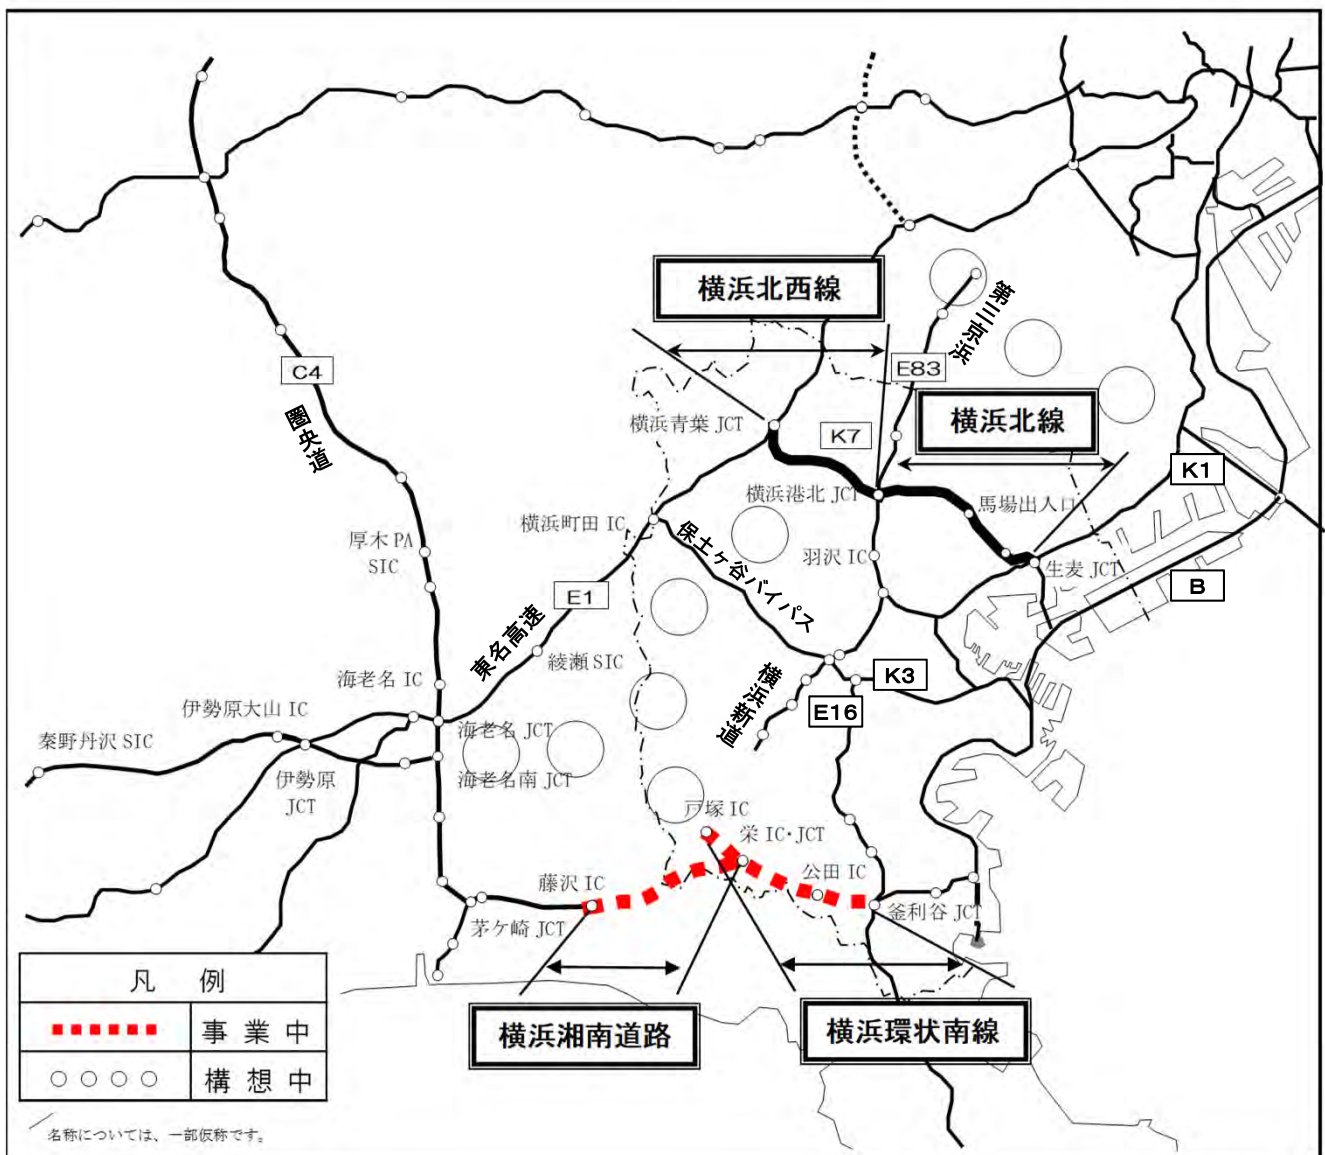 横浜北西線
第三京浜
C4
E83
圏央道
横浜北線
横浜青葉 JCT
K7
K1
横浜港北 JCT
馬場出入口
横浜町田 IC
保土ヶ谷バイパス
厚木 PA
SIC
羽沢 IC
生麦 JCT
E1
B
東名高速
綾瀬 SIC
海老名 IC
横浜新道
K3
伊勢原大山 IC
E16
秦野丹沢 SIC
海老名 JCT
伊勢原
JCT
海老名南 JCT
戸塚 IC
栄 IC・JCT
公田 IC
藤沢 IC
釜利谷 JCT
茅ケ崎 JCT
凡 例
事 業 中
構 想 中
横浜湘南道路
横浜環状南線
名称については、一部仮称です。